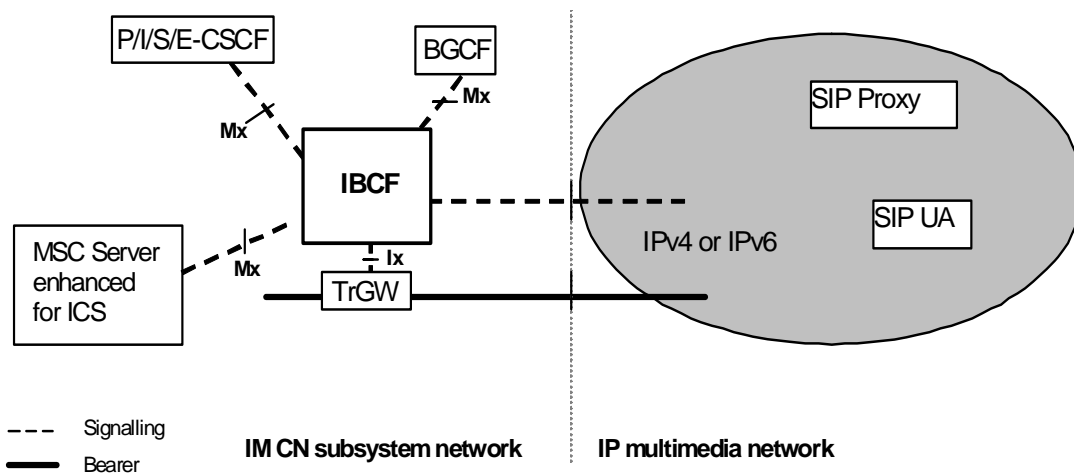 P/I/S/E-CSCF
BGCF
SIP Proxy
Mx
Mx
IBCF
SIP UA
MSC Server
enhanced
for ICS
Mx
Ix
IPv4 or IPv6
TrGW
Signalling
Bearer
IM CN subsystem network
IP multimedia network